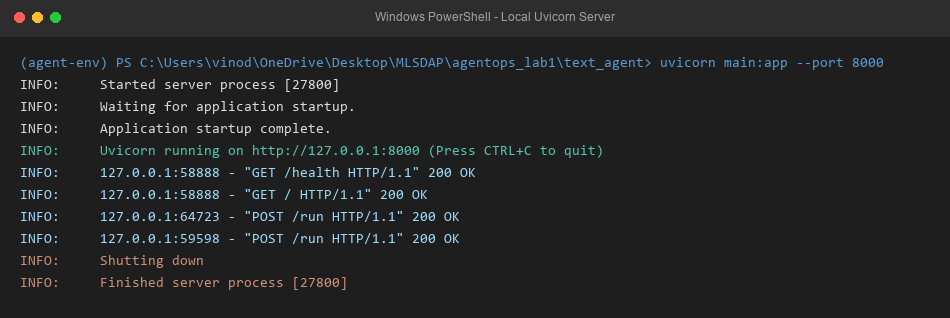 Windows PowerShell - Local Uvicorn Server
(agent-env) PS C:\Users\vinod\OneDrive\Desktop\MLSDAP\agentops_lab1\text_agent> uvicorn main:app --port 8000
INFO:     Started server process [27800]
INFO:     Waiting for application startup.
INFO:     Application startup complete.
INFO:     Uvicorn running on http://127.0.0.1:8000 (Press CTRL+C to quit)
INFO:     127.0.0.1:58888 - "GET /health HTTP/1.1" 200 OK
INFO:     127.0.0.1:58888 - "GET / HTTP/1.1" 200 OK
INFO:     127.0.0.1:64723 - "POST /run HTTP/1.1" 200 OK
INFO:     127.0.0.1:59598 - "POST /run HTTP/1.1" 200 OK
INFO:     Shutting down
INFO:     Finished server process [27800]